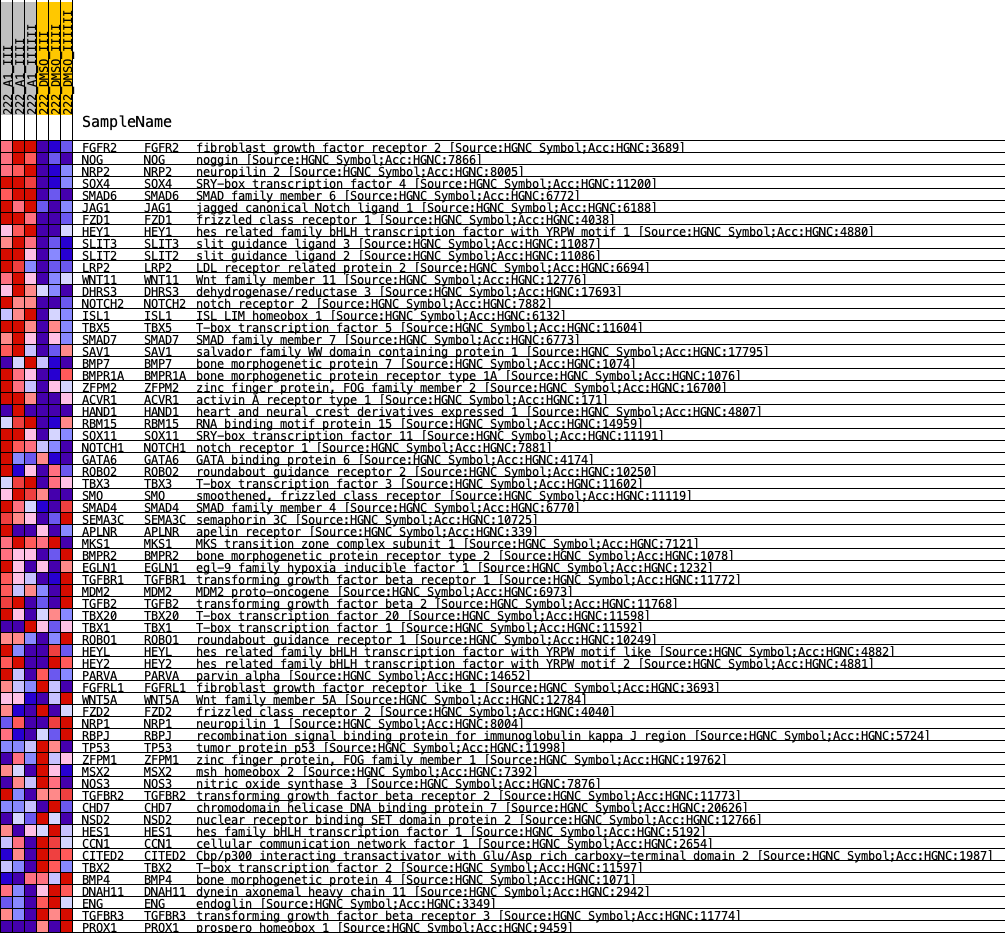 222_A1_III
222_A1_IIII
222_A1_IIIIII
222_DMSO_III
222_DMSO_IIII
222_DMSO_IIIIII
SampleName
FGFR2 FGFR2 fibroblast growth factor receptor 2 [Source:HGNC Symbol;Acc:HGNC:3689]
NOG NOG noggin [Source:HGNC Symbol;Acc:HGNC:7866]
NRP2 NRP2 neuropilin 2 [Source:HGNC Symbol;Acc:HGNC:8005]
SOX4 SOX4 SRY-box transcription factor 4 [Source:HGNC Symbol;Acc:HGNC:11200]
SMAD6 SMAD6 SMAD family member 6 [Source:HGNC Symbol;Acc:HGNC:6772]
JAG1 JAG1 jagged canonical Notch ligand 1 [Source:HGNC Symbol;Acc:HGNC:6188]
FZD1 FZD1 frizzled class receptor 1 [Source:HGNC Symbol;Acc:HGNC:4038]
HEY1 HEY1 hes related family bHLH transcription factor with YRPW motif 1 [Source:HGNC Symbol;Acc:HGNC:4880]
SLIT3 SLIT3 slit guidance ligand 3 [Source:HGNC Symbol;Acc:HGNC:11087]
SLIT2 SLIT2 slit guidance ligand 2 [Source:HGNC Symbol;Acc:HGNC:11086]
LRP2 LRP2 LDL receptor related protein 2 [Source:HGNC Symbol;Acc:HGNC:6694]
WNT11 WNT11 Wnt family member 11 [Source:HGNC Symbol;Acc:HGNC:12776]
DHRS3 DHRS3 dehydrogenase/reductase 3 [Source:HGNC Symbol;Acc:HGNC:17693]
NOTCH2 NOTCH2 notch receptor 2 [Source:HGNC Symbol;Acc:HGNC:7882]
ISL1 ISL1 ISL LIM homeobox 1 [Source:HGNC Symbol;Acc:HGNC:6132]
TBX5 TBX5 T-box transcription factor 5 [Source:HGNC Symbol;Acc:HGNC:11604]
SMAD7 SMAD7 SMAD family member 7 [Source:HGNC Symbol;Acc:HGNC:6773]
SAV1 SAV1 salvador family WW domain containing protein 1 [Source:HGNC Symbol;Acc:HGNC:17795]
BMP7 BMP7 bone morphogenetic protein 7 [Source:HGNC Symbol;Acc:HGNC:1074]
BMPR1A BMPR1A bone morphogenetic protein receptor type 1A [Source:HGNC Symbol;Acc:HGNC:1076]
ZFPM2 ZFPM2 zinc finger protein, FOG family member 2 [Source:HGNC Symbol;Acc:HGNC:16700]
ACVR1 ACVR1 activin A receptor type 1 [Source:HGNC Symbol;Acc:HGNC:171]
HAND1 HAND1 heart and neural crest derivatives expressed 1 [Source:HGNC Symbol;Acc:HGNC:4807]
RBM15 RBM15 RNA binding motif protein 15 [Source:HGNC Symbol;Acc:HGNC:14959]
SOX11 SOX11 SRY-box transcription factor 11 [Source:HGNC Symbol;Acc:HGNC:11191]
NOTCH1 NOTCH1 notch receptor 1 [Source:HGNC Symbol;Acc:HGNC:7881]
GATA6 GATA6 GATA binding protein 6 [Source:HGNC Symbol;Acc:HGNC:4174]
ROBO2 ROBO2 roundabout guidance receptor 2 [Source:HGNC Symbol;Acc:HGNC:10250]
TBX3 TBX3 T-box transcription factor 3 [Source:HGNC Symbol;Acc:HGNC:11602]
SMO SMO smoothened, frizzled class receptor [Source:HGNC Symbol;Acc:HGNC:11119]
SMAD4 SMAD4 SMAD family member 4 [Source:HGNC Symbol;Acc:HGNC:6770]
SEMA3C SEMA3C semaphorin 3C [Source:HGNC Symbol;Acc:HGNC:10725]
APLNR APLNR apelin receptor [Source:HGNC Symbol;Acc:HGNC:339]
MKS1 MKS1 MKS transition zone complex subunit 1 [Source:HGNC Symbol;Acc:HGNC:7121]
BMPR2 BMPR2 bone morphogenetic protein receptor type 2 [Source:HGNC Symbol;Acc:HGNC:1078]
EGLN1 EGLN1 egl-9 family hypoxia inducible factor 1 [Source:HGNC Symbol;Acc:HGNC:1232]
TGFBR1 TGFBR1 transforming growth factor beta receptor 1 [Source:HGNC Symbol;Acc:HGNC:11772]
MDM2 MDM2 MDM2 proto-oncogene [Source:HGNC Symbol;Acc:HGNC:6973]
TGFB2 TGFB2 transforming growth factor beta 2 [Source:HGNC Symbol;Acc:HGNC:11768]
TBX20 TBX20 T-box transcription factor 20 [Source:HGNC Symbol;Acc:HGNC:11598]
TBX1 TBX1 T-box transcription factor 1 [Source:HGNC Symbol;Acc:HGNC:11592]
ROBO1 ROBO1 roundabout guidance receptor 1 [Source:HGNC Symbol;Acc:HGNC:10249]
HEYL HEYL hes related family bHLH transcription factor with YRPW motif like [Source:HGNC Symbol;Acc:HGNC:4882]
HEY2 HEY2 hes related family bHLH transcription factor with YRPW motif 2 [Source:HGNC Symbol;Acc:HGNC:4881]
PARVA PARVA parvin alpha [Source:HGNC Symbol;Acc:HGNC:14652]
FGFRL1 FGFRL1 fibroblast growth factor receptor like 1 [Source:HGNC Symbol;Acc:HGNC:3693]
WNT5A WNT5A Wnt family member 5A [Source:HGNC Symbol;Acc:HGNC:12784]
FZD2 FZD2 frizzled class receptor 2 [Source:HGNC Symbol;Acc:HGNC:4040]
NRP1 NRP1 neuropilin 1 [Source:HGNC Symbol;Acc:HGNC:8004]
RBPJ RBPJ recombination signal binding protein for immunoglobulin kappa J region [Source:HGNC Symbol;Acc:HGNC:5724]
TP53 TP53 tumor protein p53 [Source:HGNC Symbol;Acc:HGNC:11998]
ZFPM1 ZFPM1 zinc finger protein, FOG family member 1 [Source:HGNC Symbol;Acc:HGNC:19762]
MSX2 MSX2 msh homeobox 2 [Source:HGNC Symbol;Acc:HGNC:7392]
NOS3 NOS3 nitric oxide synthase 3 [Source:HGNC Symbol;Acc:HGNC:7876]
TGFBR2 TGFBR2 transforming growth factor beta receptor 2 [Source:HGNC Symbol;Acc:HGNC:11773]
CHD7 CHD7 chromodomain helicase DNA binding protein 7 [Source:HGNC Symbol;Acc:HGNC:20626]
NSD2 NSD2 nuclear receptor binding SET domain protein 2 [Source:HGNC Symbol;Acc:HGNC:12766]
HES1 HES1 hes family bHLH transcription factor 1 [Source:HGNC Symbol;Acc:HGNC:5192]
CCN1 CCN1 cellular communication network factor 1 [Source:HGNC Symbol;Acc:HGNC:2654]
CITED2 CITED2 Cbp/p300 interacting transactivator with Glu/Asp rich carboxy-terminal domain 2 [Source:HGNC Symbol;Acc:HGNC:1987]
TBX2 TBX2 T-box transcription factor 2 [Source:HGNC Symbol;Acc:HGNC:11597]
BMP4 BMP4 bone morphogenetic protein 4 [Source:HGNC Symbol;Acc:HGNC:1071]
DNAH11 DNAH11 dynein axonemal heavy chain 11 [Source:HGNC Symbol;Acc:HGNC:2942]
ENG ENG endoglin [Source:HGNC Symbol;Acc:HGNC:3349]
TGFBR3 TGFBR3 transforming growth factor beta receptor 3 [Source:HGNC Symbol;Acc:HGNC:11774]
PROX1 PROX1 prospero homeobox 1 [Source:HGNC Symbol;Acc:HGNC:9459]